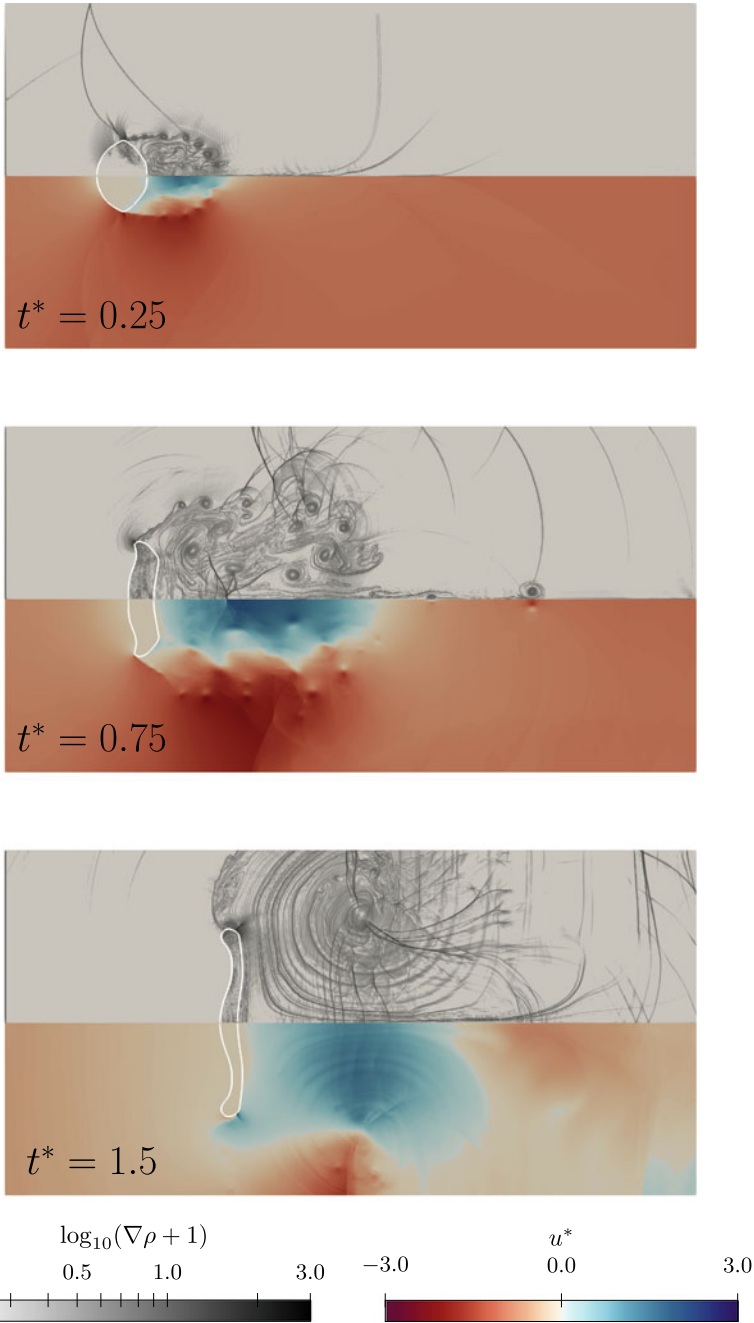 t* = 0.25
t* = 0.75
t* = 1.5
log₁₀(∇ρ + 1)
0.5 1.0 3.0
u*
−3.0 0.0 3.0